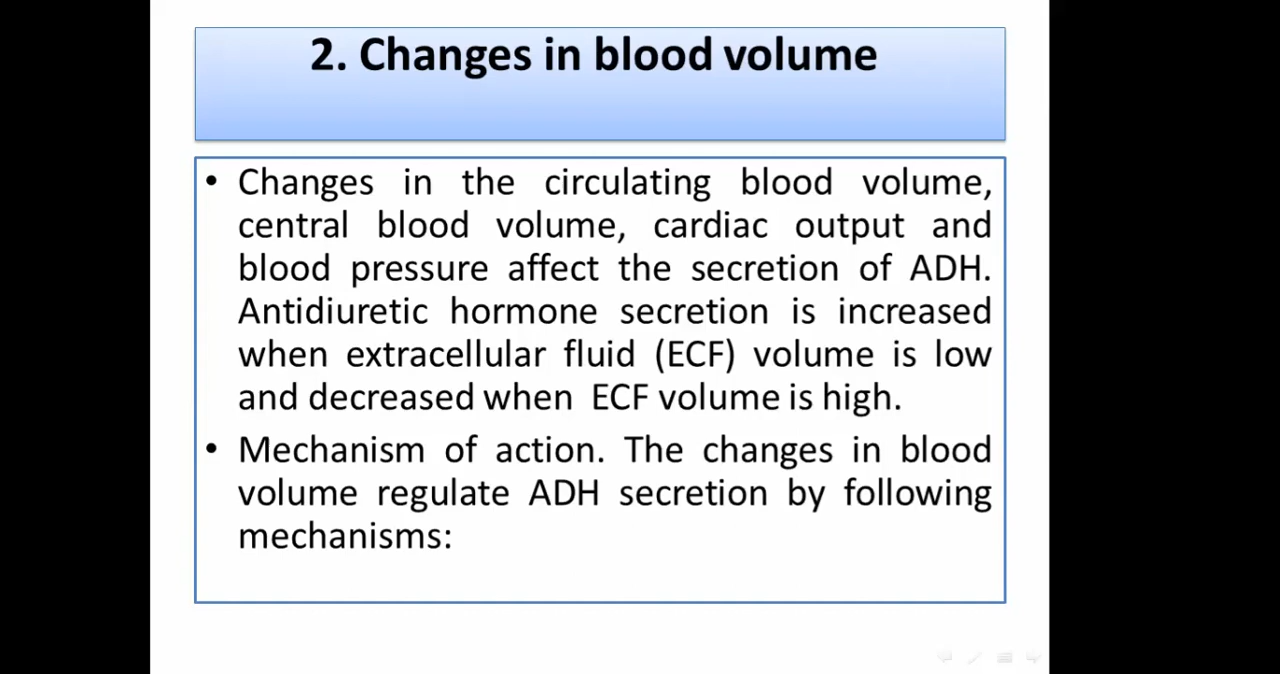 2. Changes in blood volume
• Changes in the circulating blood volume,
central blood volume, cardiac output and
blood pressure affect the secretion of ADH.
Antidiuretic hormone secretion is increased
when extracellular fluid (ECF) volume is low
and decreased when ECF volume is high.
• Mechanism of action. The changes in blood
volume regulate ADH secretion by following
mechanisms: